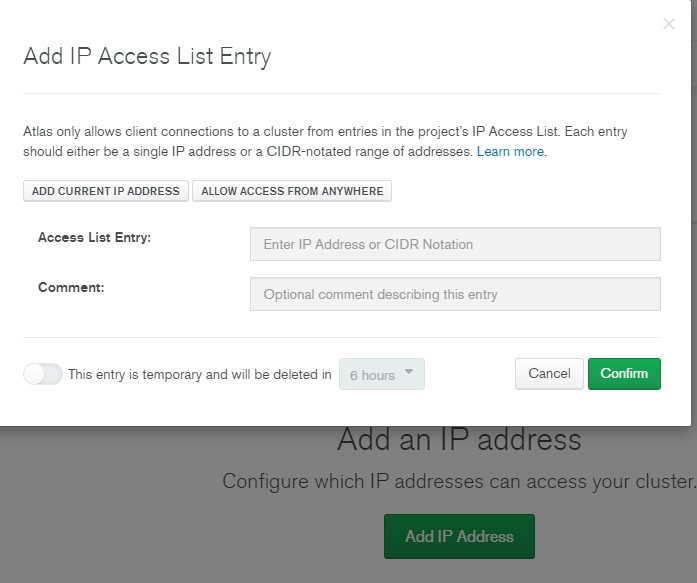 Add IP Access List Entry
Atlas only allows client connections to a cluster from entries in the project's IP Access List. Each entry
should either be a single IP address or a CIDR-notated range of addresses. Learn more.
ADD CURRENT IP ADDRESS ALLOW ACCESS FROM ANYWHERE
Access List Entry: Enter IP Address or CIDR Notation
Comment: Optional comment describing this entry
This entry is temporary and will be deleted in 6 hours Cancel Confirm
Add an IP address
Configure which IP addresses can access your cluster.
Add IP Address